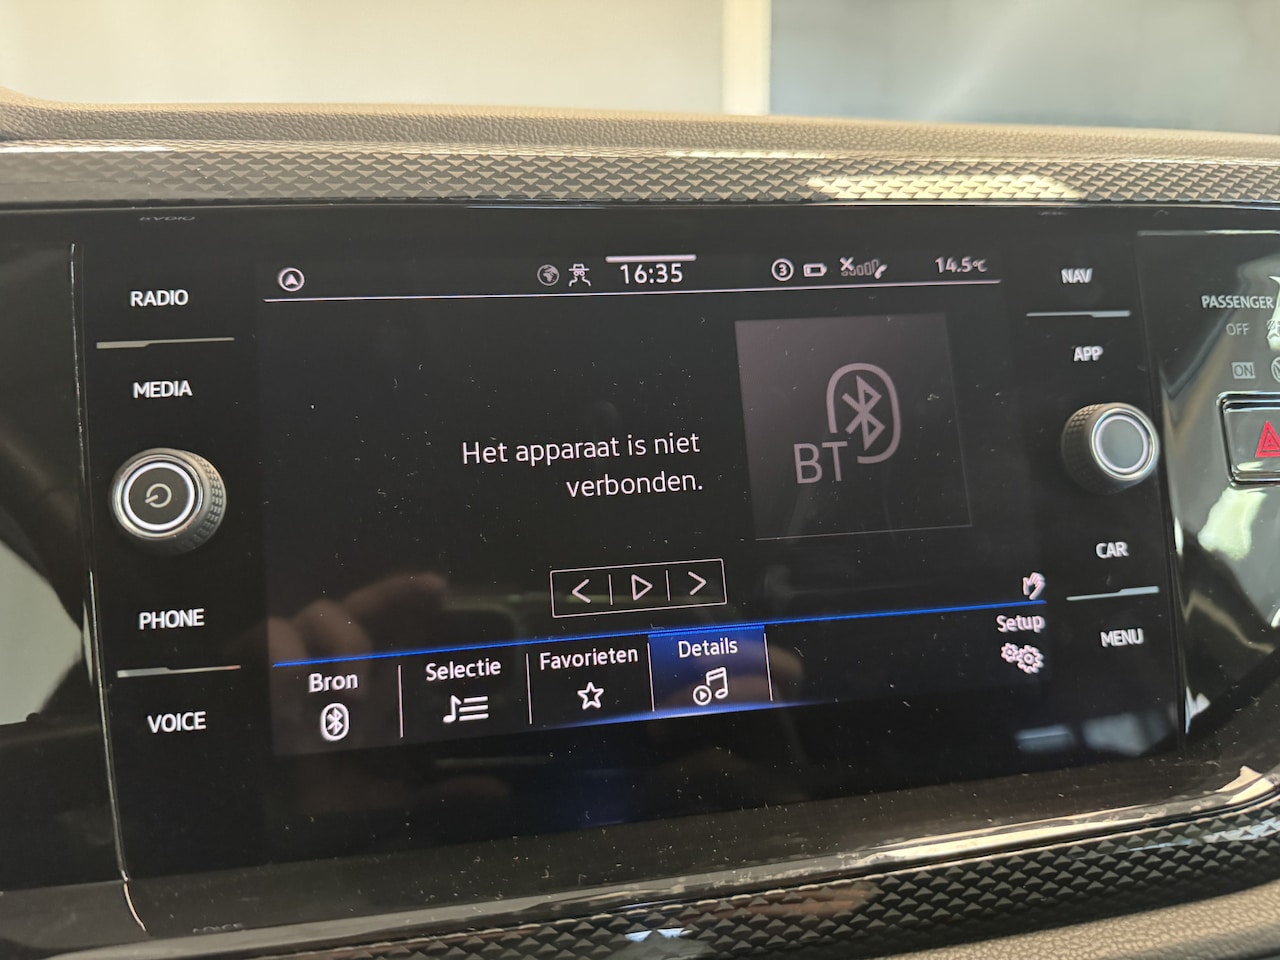 RADIO
MEDIA
PHONE
VOICE
16:35
3
14.5°C
Het apparaat is niet
verbonden.
BT
Bron
Selectie
Favorieten
Details
Setup
NAV
APP
CAR
MENU
PASSENGER
OFF
ON